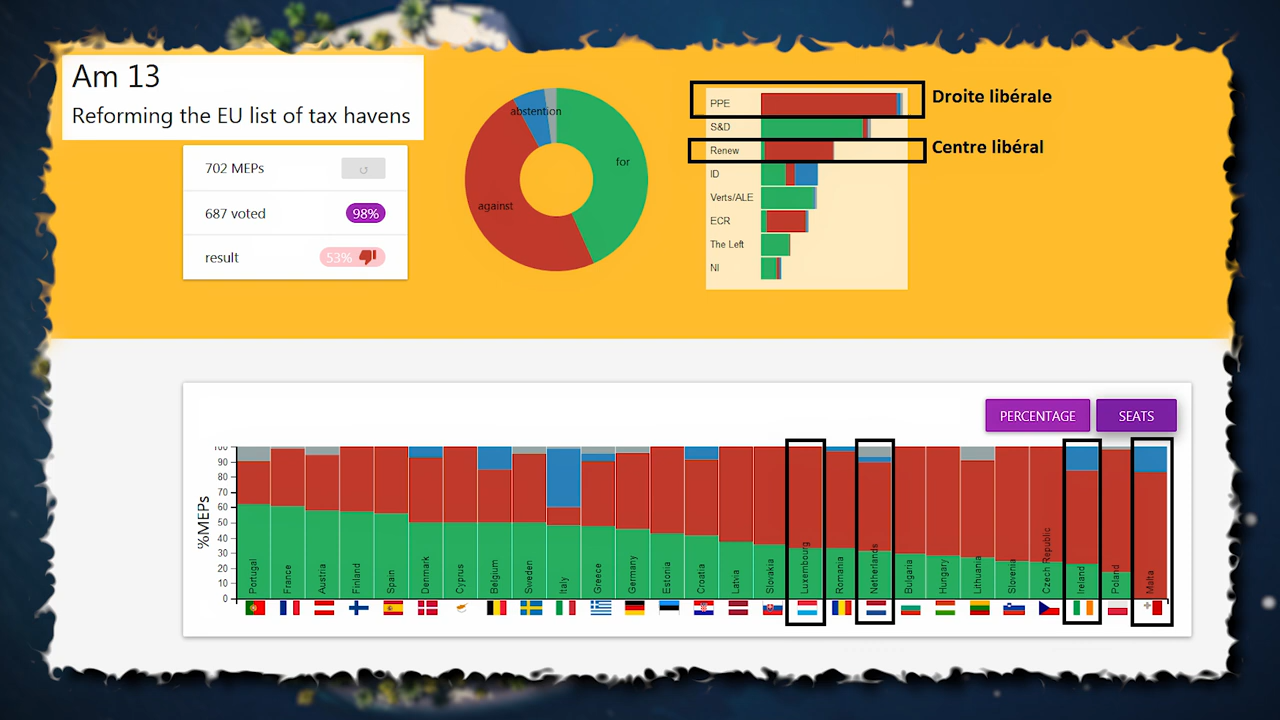 Am 13
Reforming the EU list of tax havens
702 MEPs
687 voted 98%
result 53%
abstention
for
against
PPE
S&D
Renew
ID
Verts/ALE
ECR
The Left
NI
Droite libérale
Centre libéral
PERCENTAGE SEATS
%MEPs
100
90
80
70
60
50
40
30
20
10
0
Portugal
France
Austria
Finland
Spain
Denmark
Cyprus
Belgium
Sweden
Italy
Greece
Germany
Estonia
Croatia
Latvia
Slovakia
Luxembourg
Romania
Netherlands
Bulgaria
Hungary
Lithuania
Slovenia
Czech Republic
Ireland
Poland
Malta